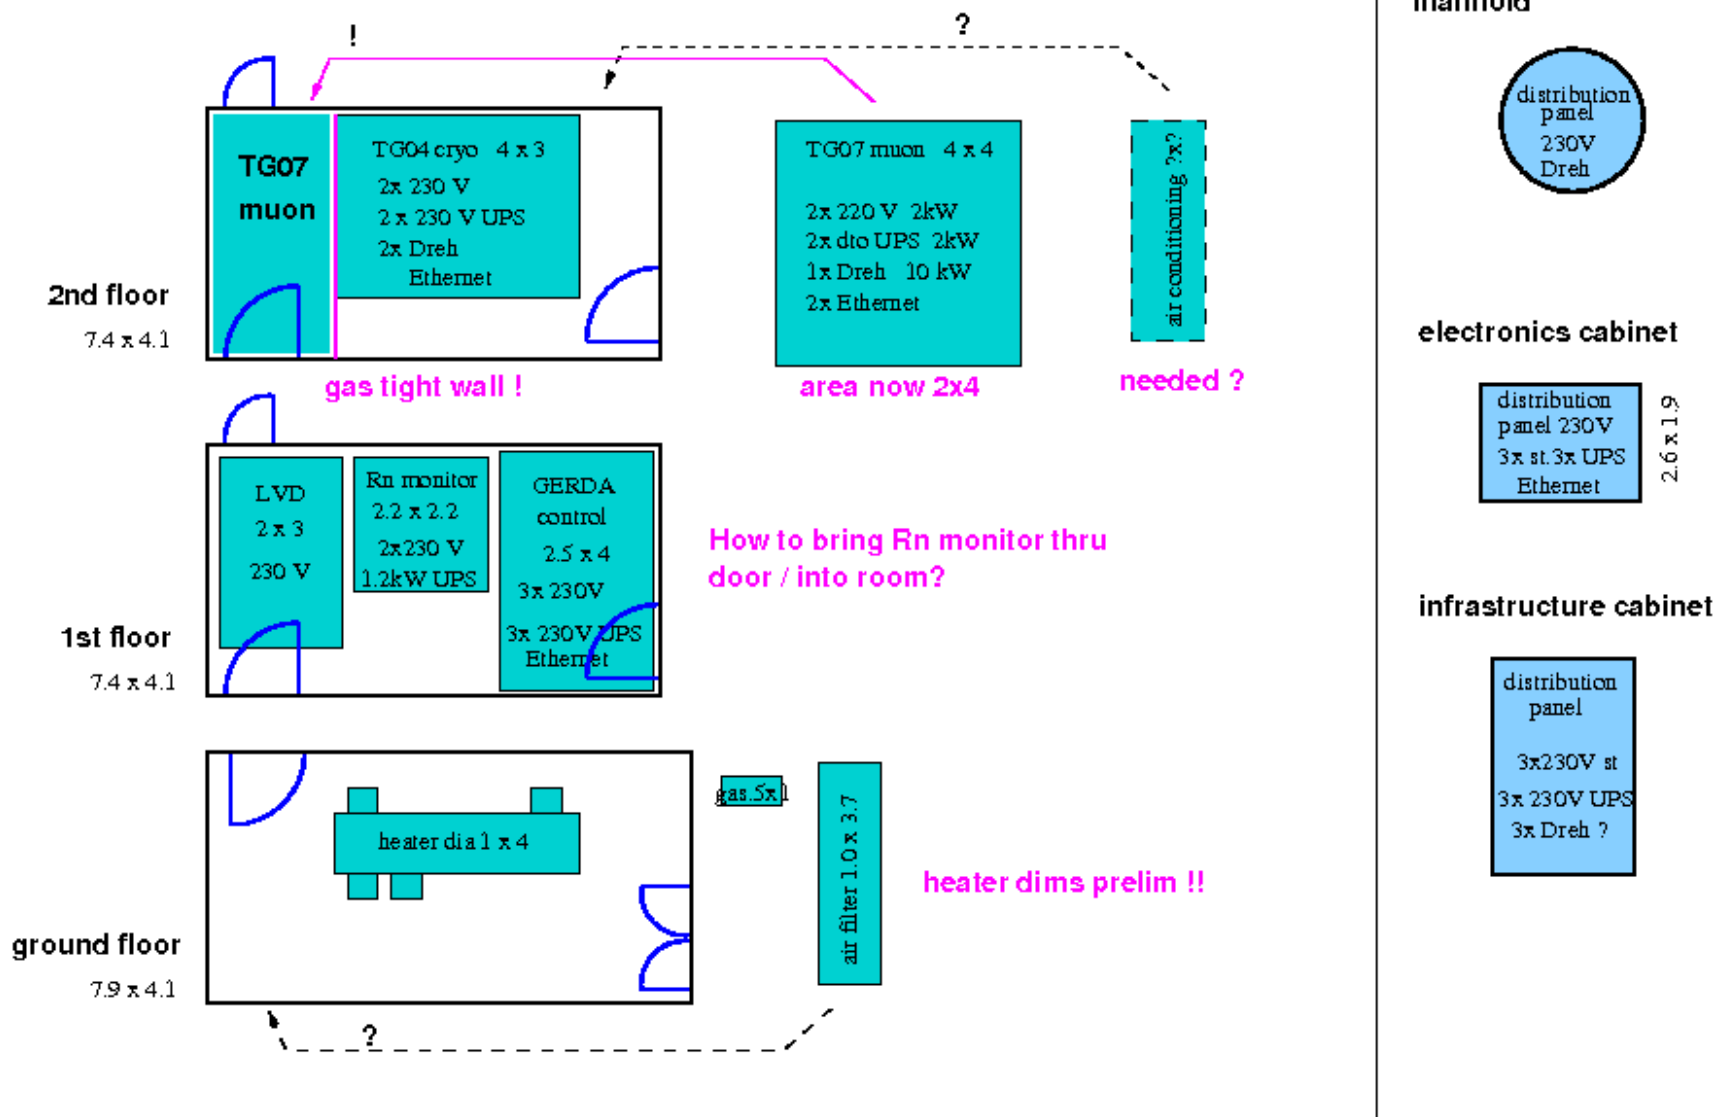 !
?
TG07
muon
TG04 cryo 4 x 3
2x 230 V
2 x 230 V UPS
2x Dreh
Ethernet
TG07 muon 4 x 4
2x 220 V 2kW
2x dto UPS 2kW
1x Dreh 10 kW
2x Ethernet
air conditioning ?x?
2nd floor
7.4 x 4.1
gas tight wall !
area now 2x4
needed ?
LVD
2 x 3
230 V
Rn monitor
2.2 x 2.2
2x230 V
1.2kW UPS
GERDA
control
2.5 x 4
3x 230V
3x 230V UPS
Ethernet
How to bring Rn monitor thru
door / into room?
1st floor
7.4 x 4.1
heater dia 1 x 4
gas.5x1
air filter 1.0 x 3.7
heater dims prelim !!
ground floor
7.9 x 4.1
?
manifold
distribution
panel
230V
Dreh
electronics cabinet
distribution
panel 230V
3x st.3x UPS
Ethernet
2.6 x 1.9
infrastructure cabinet
distribution
panel
3x230V st
3x 230V UPS
3x Dreh ?